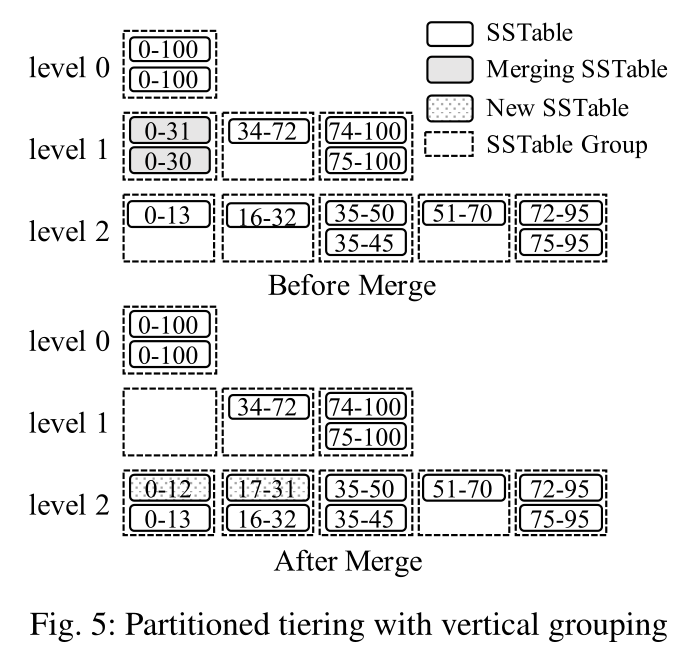 SSTable
Merging SSTable
New SSTable
SSTable Group
level 0
0-100
0-100
level 1
0-31 34-72 74-100
0-30 75-100
level 2
0-13 16-32 35-50 51-70 72-95
35-45 75-95
Before Merge
level 0
0-100
0-100
level 1
34-72 74-100
75-100
level 2
0-12 17-31 35-50 51-70 72-95
0-13 16-32 35-45 75-95
After Merge
Fig. 5: Partitioned tiering with vertical grouping